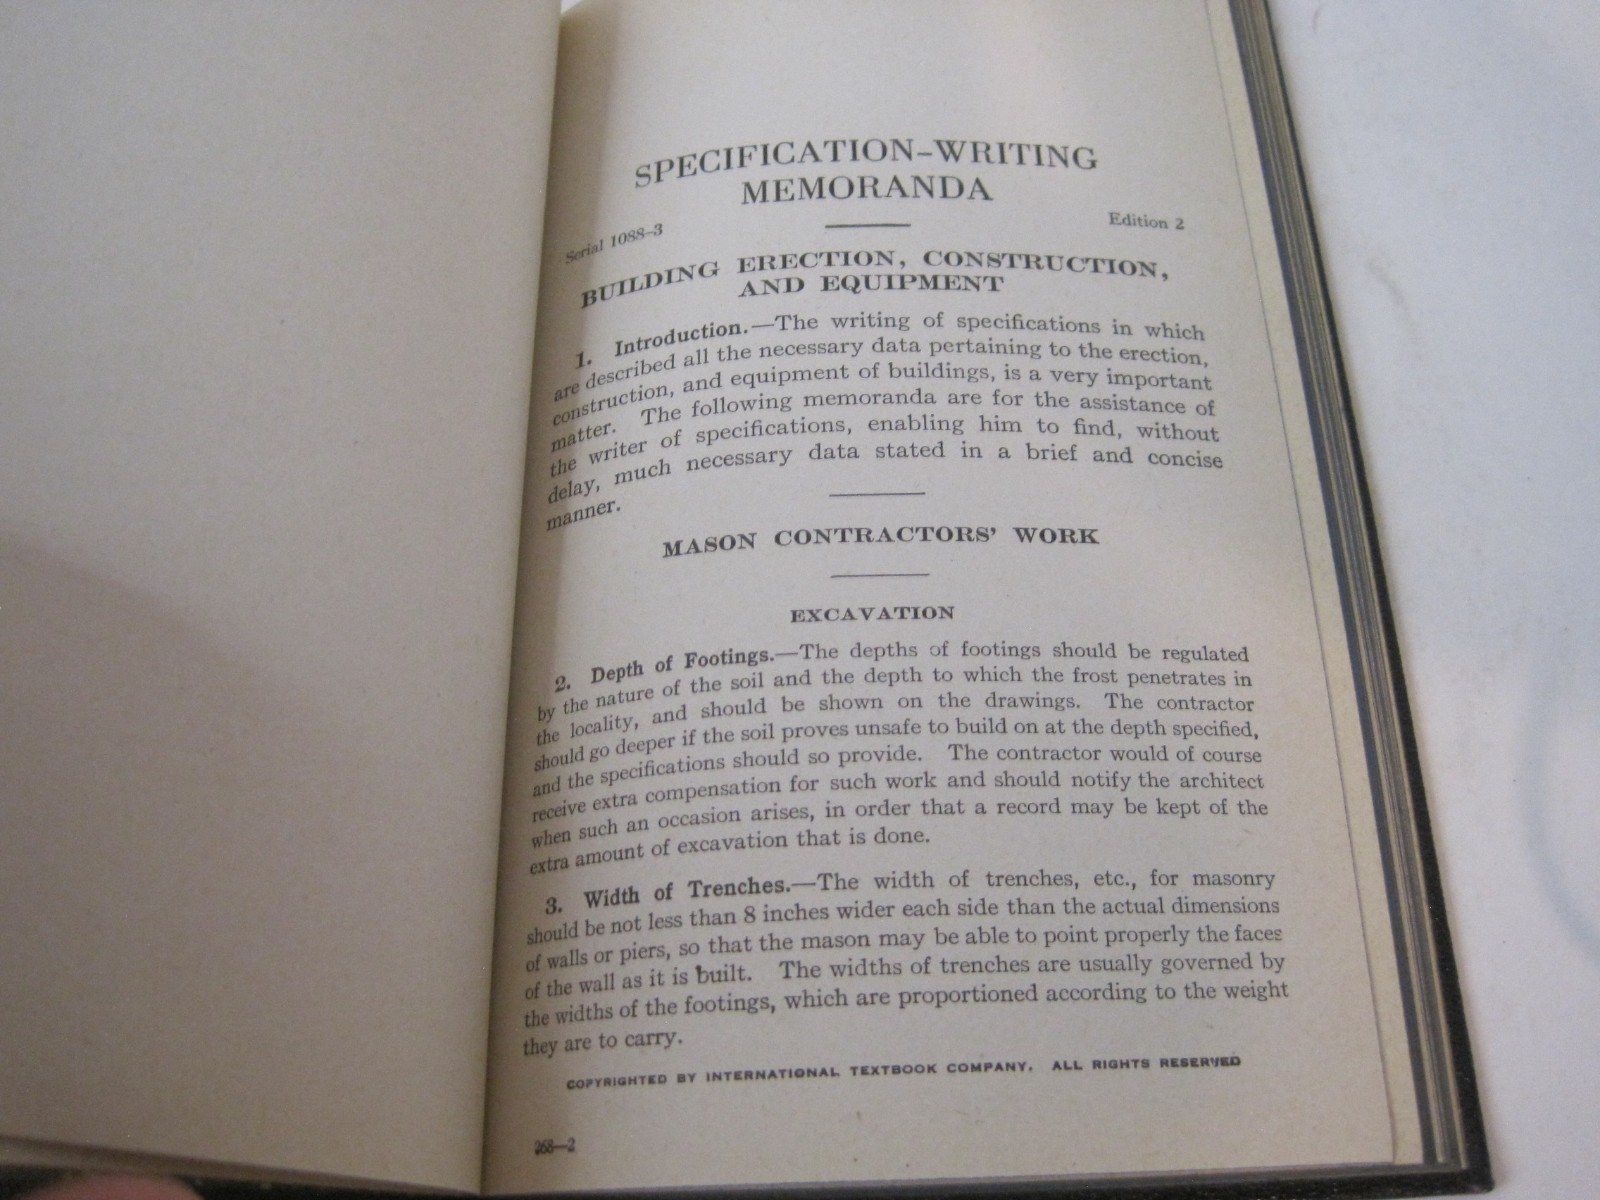 SPECIFICATION-WRITING
MEMORANDA
Serial 1088-3
Edition 2
BUILDING ERECTION, CONSTRUCTION,
AND EQUIPMENT
1. Introduction.—The writing of specifications in which
are described all the necessary data pertaining to the erection,
construction, and equipment of buildings, is a very important
matter. The following memoranda are for the assistance of
the writer of specifications, enabling him to find, without
delay, much necessary data stated in a brief and concise
manner.
MASON CONTRACTORS' WORK
EXCAVATION
2. Depth of Footings.—The depths of footings should be regulated
by the nature of the soil and the depth to which the frost penetrates in
the locality, and should be shown on the drawings. The contractor
should go deeper if the soil proves unsafe to build on at the depth specified,
and the specifications should so provide. The contractor would of course
receive extra compensation for such work and should notify the architect
when such an occasion arises, in order that a record may be kept of the
extra amount of excavation that is done.
3. Width of Trenches.—The width of trenches, etc., for masonry
should be not less than 8 inches wider each side than the actual dimensions
of walls or piers, so that the mason may be able to point properly the faces
of the wall as it is built. The widths of trenches are usually governed by
the widths of the footings, which are proportioned according to the weight
they are to carry.
COPYRIGHTED BY INTERNATIONAL TEXTBOOK COMPANY. ALL RIGHTS RESERVED
268—2